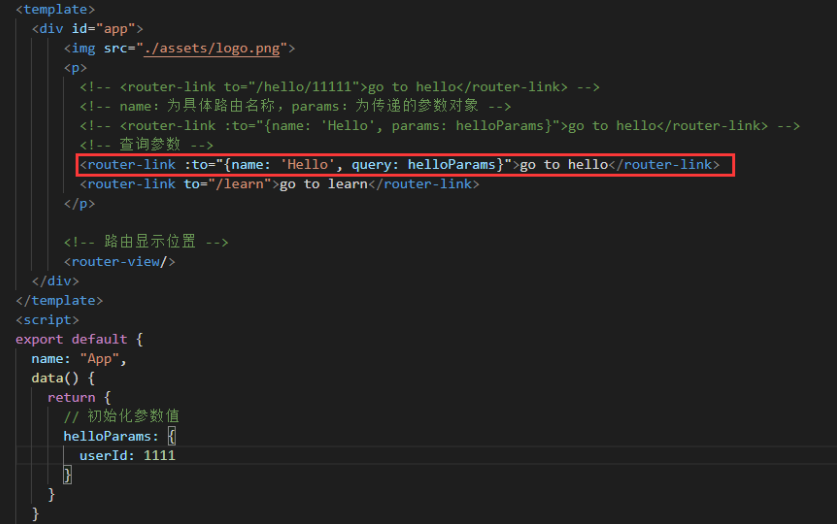 <template>
<div id="app">
<img src="./assets/logo.png">
<p>
<!-- <router-link to="/hello/11111">go to hello</router-link> -->
<!-- name：为具体路由名称，params：为传递的参数对象 -->
<!-- <router-link :to="{name: 'Hello', params: helloParams}">go to hello</router-link> -->
<!-- 查询参数 -->
<router-link :to="{name: 'Hello', query: helloParams}">go to hello</router-link>
<router-link to="/learn">go to learn</router-link>
</p>
<!-- 路由显示位置 -->
<router-view/>
</div>
</template>
<script>
export default {
name: "App",
data() {
return {
// 初始化参数值
helloParams: {
userId: 1111
}
}
}